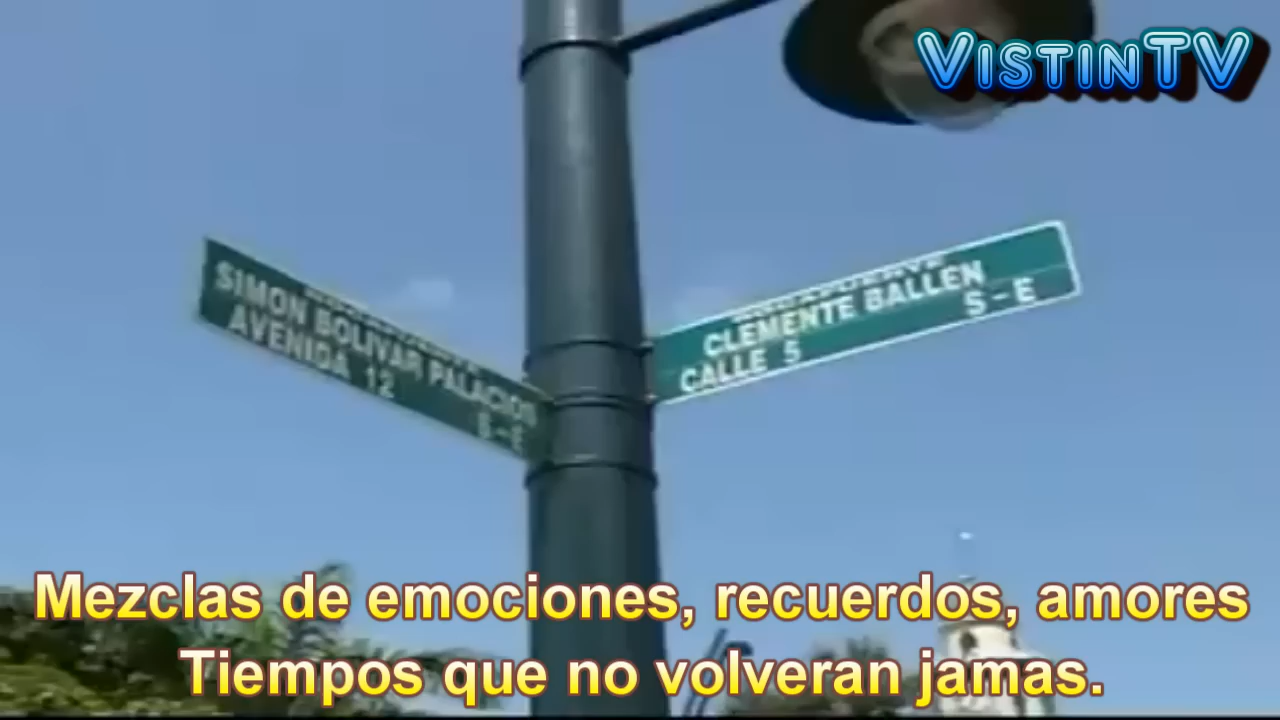 VISTINTV
SIMON BOLIVAR PALACIOS
AVENIDA 12
S-E
CLEMENTE BALLEN
S-E
CALLE 5
Mezclas de emociones, recuerdos, amores
Tiempos que no volveran jamas.